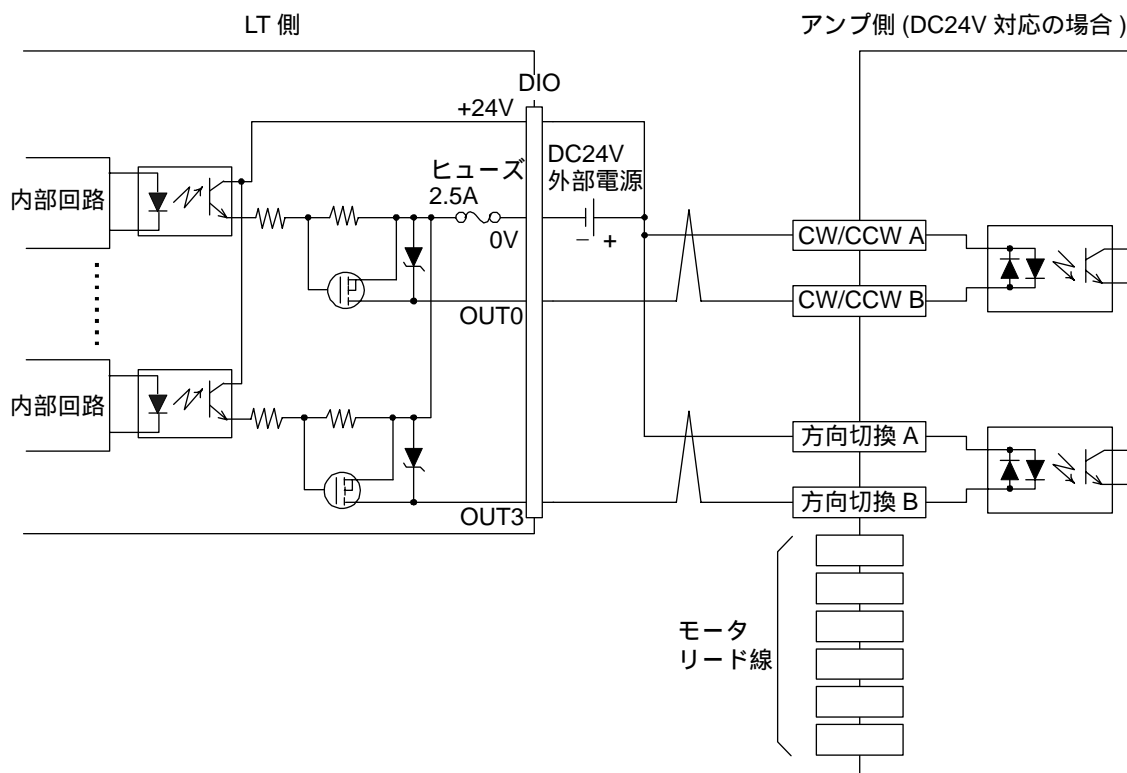 LT 側
アンプ側 (DC24V 対応の場合 )
DIO
+24V
DC24V
外部電源
ヒューズ
2.5A
0V
− +
内部回路
CW/CCW A
CW/CCW B
OUT0
内部回路
方向切換 A
方向切換 B
OUT3
モータ
リード線